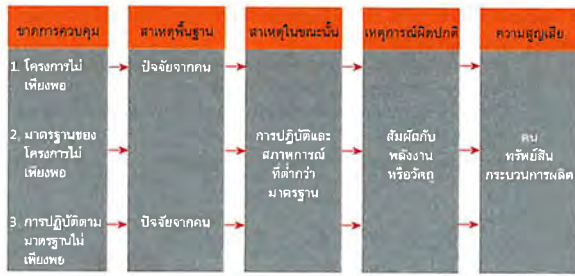 ขาดการควบคุม
1. โครงการไม่
เพียงพอ
2. มาตรฐานของ
โครงการไม่
เพียงพอ
3. การปฏิบัติตาม
มาตรฐานไม่
เพียงพอ
สาเหตุพื้นฐาน
ปัจจัยจากคน
ปัจจัยจากคน
สาเหตุในขณะนั้น
การปฏิบัติและ
สภาพการณ์
ที่ต่ำกว่า
มาตรฐาน
เหตุการณ์ผิดปกติ
สัมผัสกับ
พลังงาน
หรือวัตถุ
ความสูญเสีย
คน
ทรัพย์สิน
กระบวนการผลิต